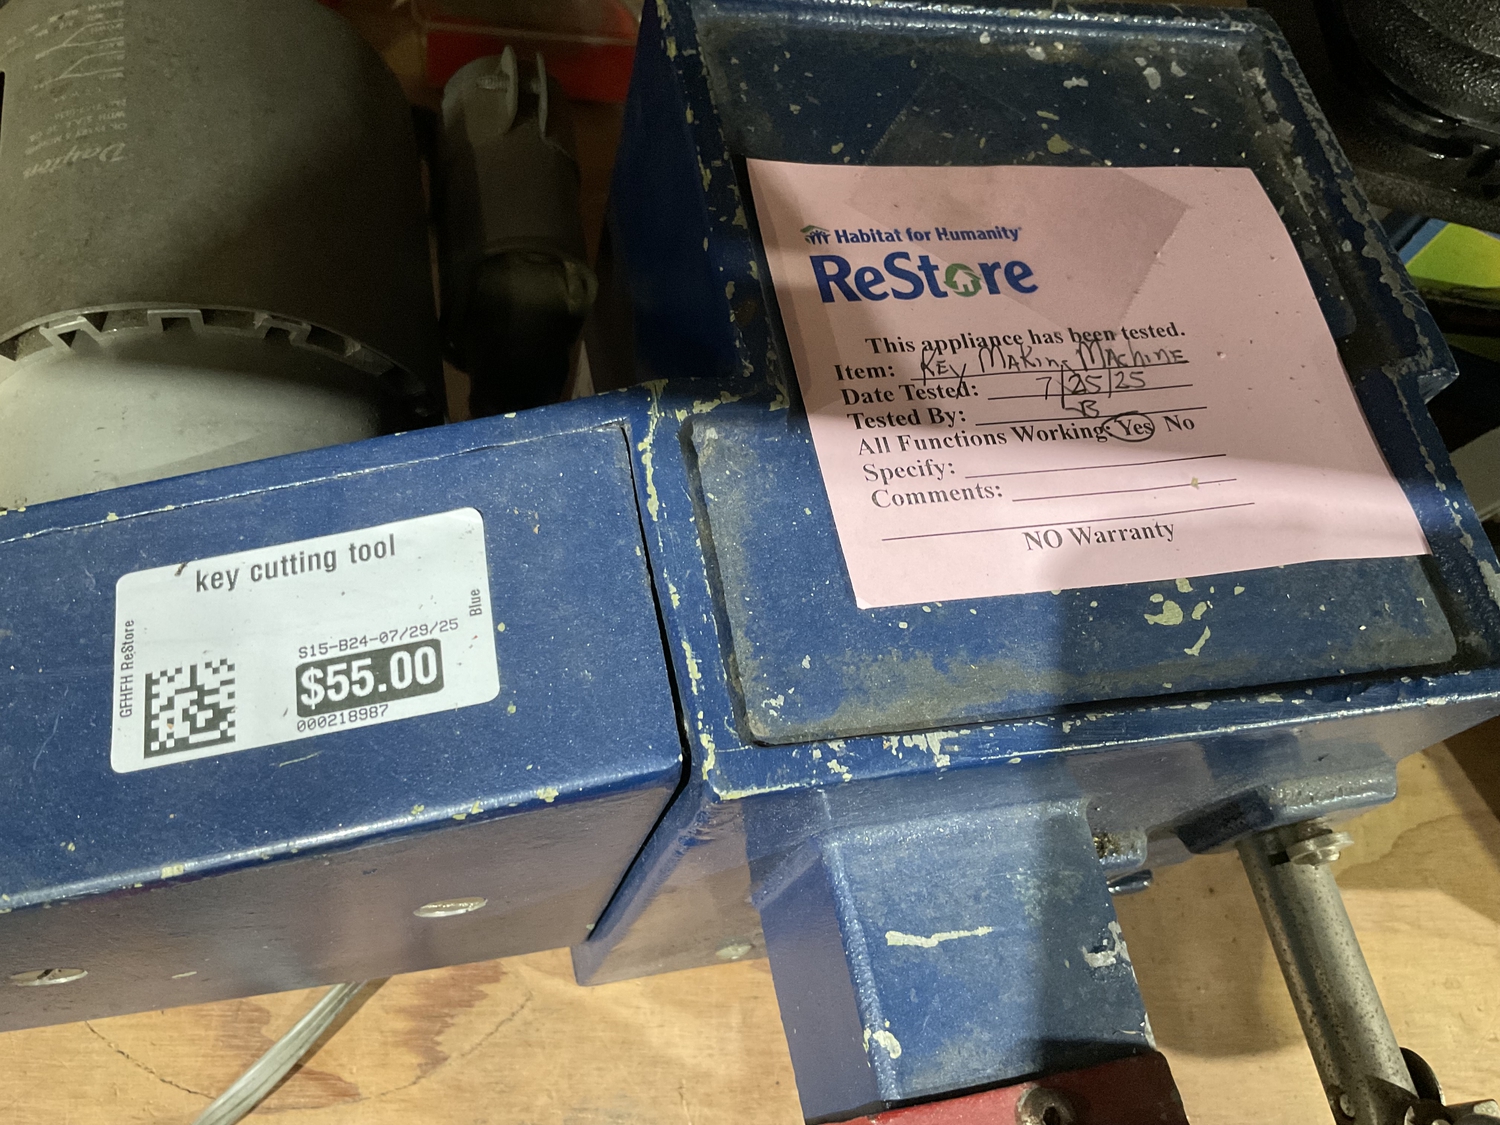 Dayton
Habitat for Humanity
ReStore
This appliance has been tested.
Item: KEY MAKING MACHINE
Date Tested: 7/25/25
Tested By: LB
All Functions Working: Yes No
Specify:
Comments:
NO Warranty
key cutting tool
GFHFH ReStore
S15-B24-07/29/25
Blue
$55.00
000218987